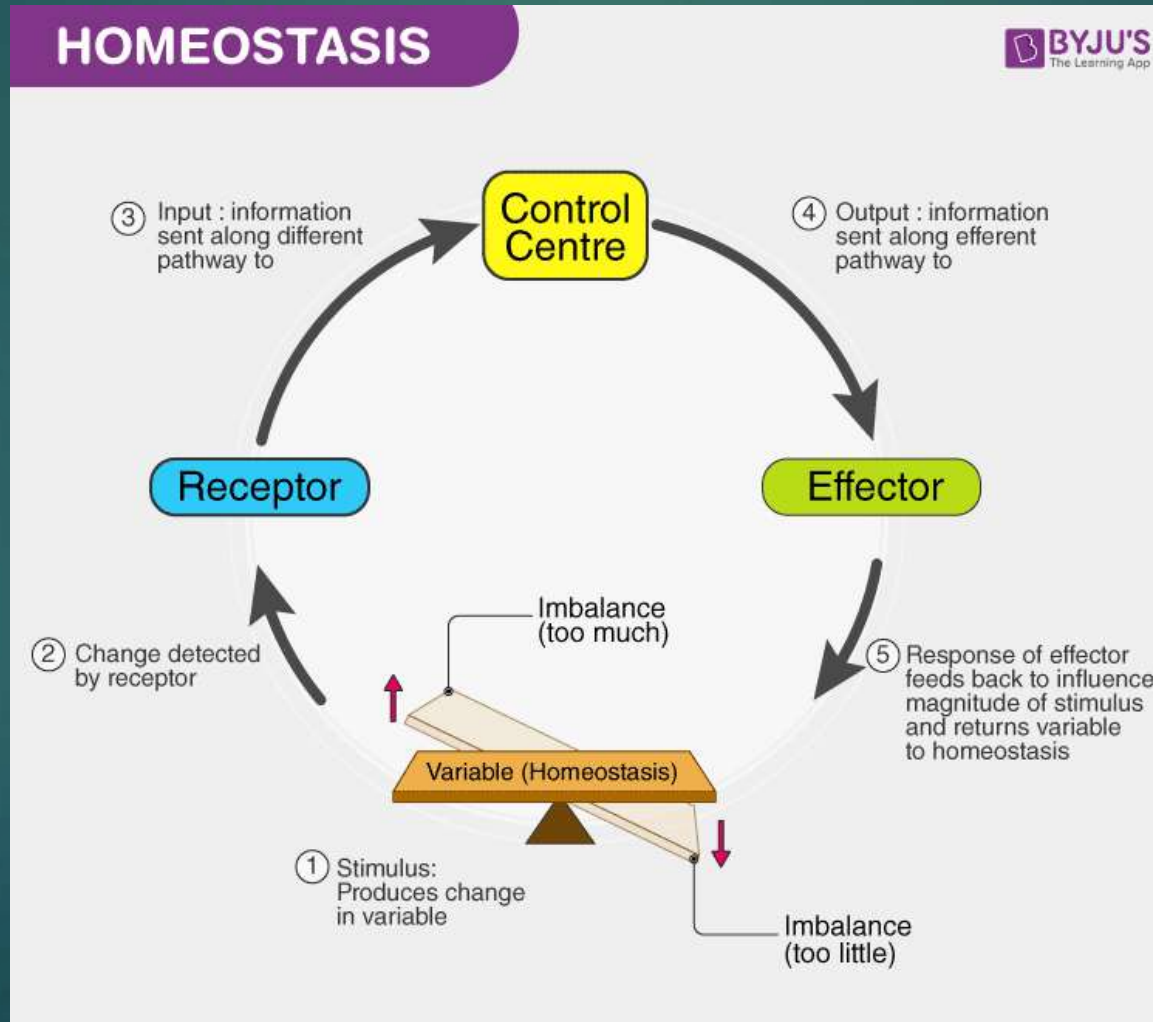 HOMEOSTASIS
BYJU'S
The Learning App
Control
Centre
3 Input : information
sent along different
pathway to
4 Output : information
sent along efferent
pathway to
Receptor
Effector
Imbalance
(too much)
2 Change detected
by receptor
5 Response of effector
feeds back to influence
magnitude of stimulus
and returns variable
to homeostasis
Variable (Homeostasis)
1 Stimulus:
Produces change
in variable
Imbalance
(too little)